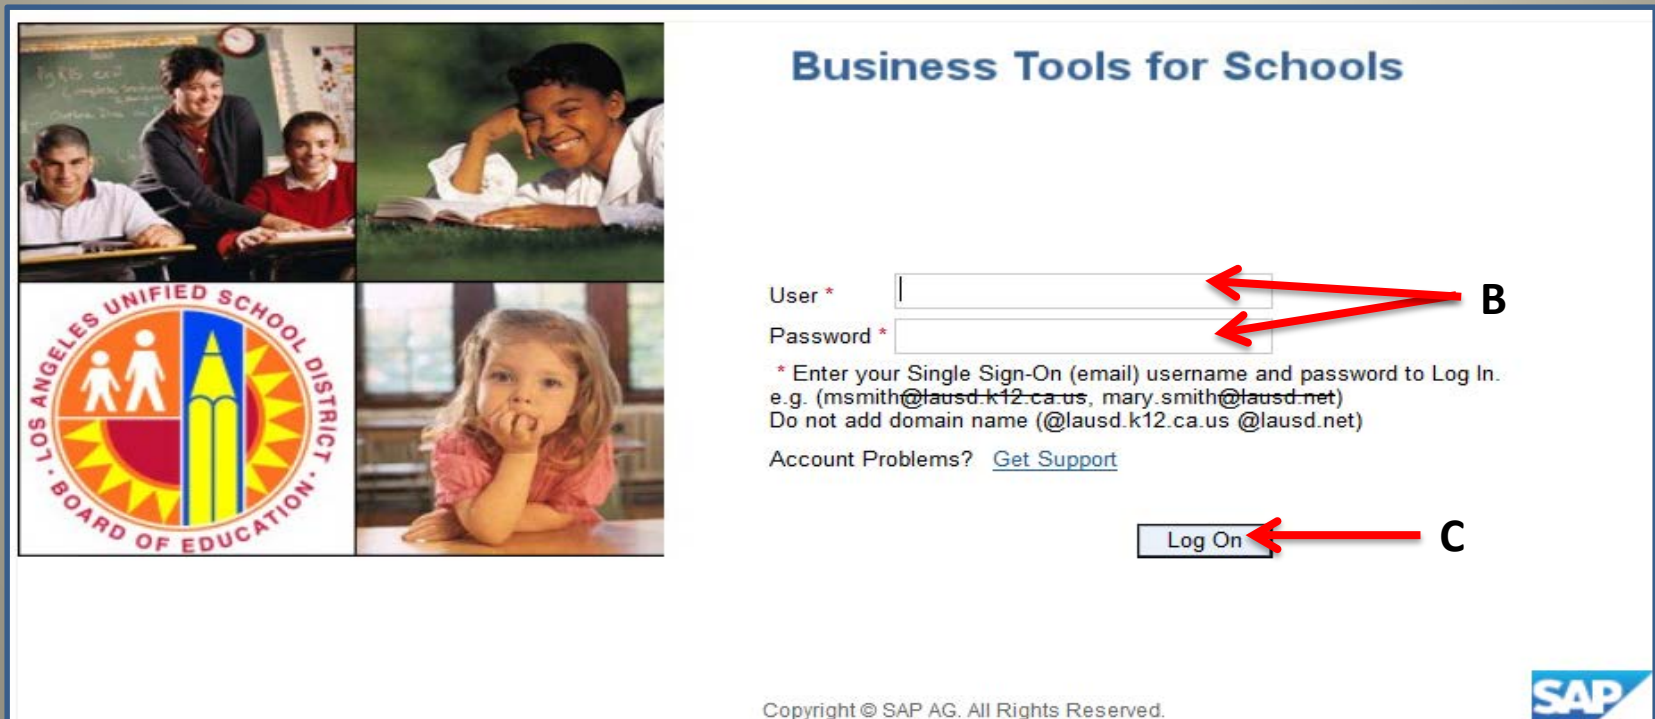 Business Tools for Schools
LOS ANGELES UNIFIED SCHOOL DISTRICT · BOARD OF EDUCATION ·
User *
B
Password *
* Enter your Single Sign-On (email) username and password to Log In.
e.g. (msmith@lausd.k12.ca.us, mary.smith@lausd.net)
Do not add domain name (@lausd.k12.ca.us @lausd.net)
Account Problems? Get Support
Log On
C
SAP
Copyright © SAP AG. All Rights Reserved.